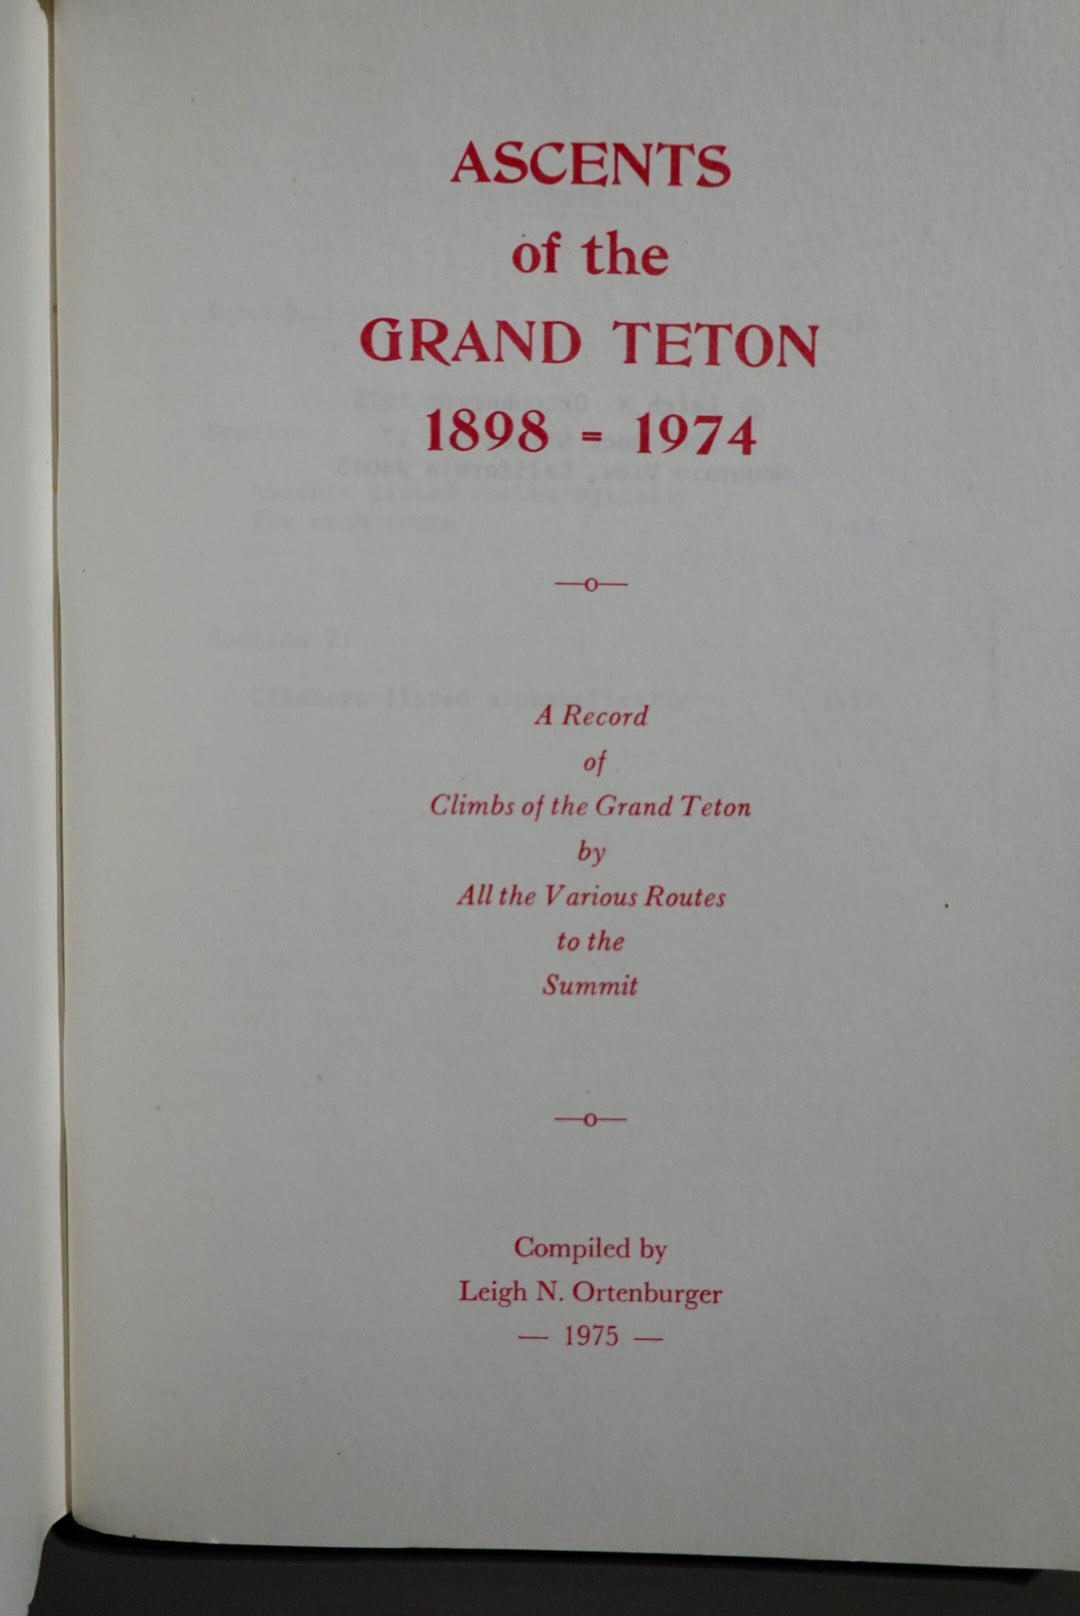 ASCENTS
of the
GRAND TETON
1898 = 1974
—o—
A Record
of
Climbs of the Grand Teton
by
All the Various Routes
to the
Summit
—o—
Compiled by
Leigh N. Ortenburger
— 1975 —